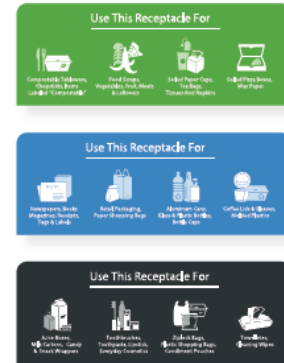 Use This Receptacle For
Compostable Tableware,
Chopsticks, Items
Labelled "Compostable"
Food Scraps,
Vegetables, Fruit, Meats
& Leftovers
Soiled Paper Cups,
Tea Bags,
Tissues And Napkins
Soiled Pizza Boxes,
Wax Paper
Use This Receptacle For
Newspapers, Books
Magazines, Receipts,
Tags & Labels
Retail Packaging,
Paper Shopping Bags
Aluminum Cans,
Glass & Plastic Bottles,
Bottle Caps
Coffee Lids & Sleeves,
Molded Plastics
Use This Receptacle For
Juice Boxes,
Milk Cartons, Candy
& Snack Wrappers
Toothbrushes,
Toothpaste, Lipstick,
Everyday Cosmetics
Ziplock Bags,
Plastic Shopping Bags,
Condiment Pouches
Towelettes,
Cleaning Wipes